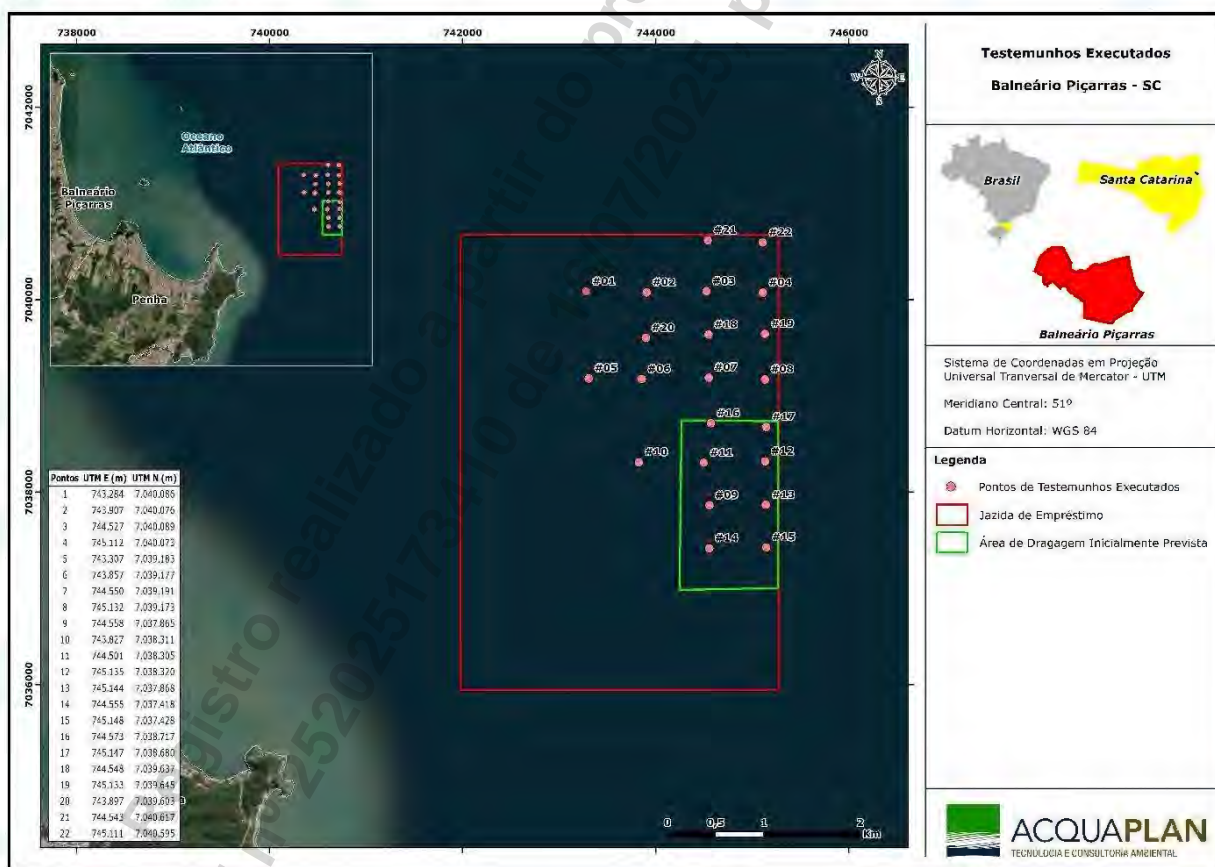 738000 740000 742000 744000 746000
7042000
7040000
7038000
7036000
N
W E
S
Oceano
Atlântico
Balneário
Piçarras
Penha
#21 #22
#01 #02 #03 #04
#20 #18 #19
#05 #06 #07 #08
#16 #17
#10 #11 #12
#09 #13
#14 #15
Pontos UTM E (m) UTM N (m)
1 743.284 7.040.086
2 743.907 7.040.076
3 744.527 7.040.089
4 745.112 7.040.073
5 743.307 7.039.183
6 743.857 7.039.177
7 744.550 7.039.191
8 745.132 7.039.173
9 744.558 7.037.865
10 743.827 7.038.311
11 744.501 7.038.305
12 745.135 7.038.320
13 745.144 7.037.868
14 744.555 7.037.418
15 745.148 7.037.428
16 744.573 7.038.717
17 745.147 7.038.680
18 744.548 7.039.637
19 745.133 7.039.645
20 743.897 7.039.603
21 744.543 7.040.617
22 745.111 7.040.595
0 0,5 1 2
Km
Testemunhos Executados
Balneário Piçarras - SC
Brasil
Santa Catarina
Balneário Piçarras
Sistema de Coordenadas em Projeção
Universal Tranversal de Mercator - UTM
Meridiano Central: 51º
Datum Horizontal: WGS 84
Legenda
Pontos de Testemunhos Executados
Jazida de Empréstimo
Área de Dragagem Inicialmente Prevista
ACQUAPLAN
TECNOLOGIA E CONSULTORIA AMBIENTAL
Registro realizado a partir do